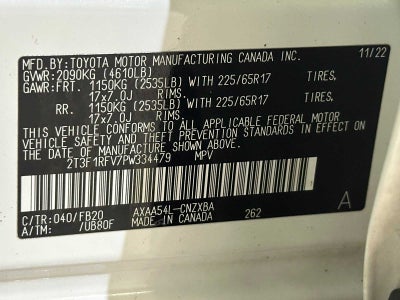 MFD. BY: TOYOTA MOTOR MANUFACTURING CANADA INC. 11/22
GVWR: 2090KG (4610LB)
GAWR: FRT. 1150KG (2535LB) WITH 225/65R17 TIRES,
17x7.0J RIMS.
RR. 1150KG (2535LB) WITH 225/65R17 TIRES,
17x7.0J RIMS.
THIS VEHICLE CONFORMS TO ALL APPLICABLE FEDERAL MOTOR
VEHICLE SAFETY AND THEFT PREVENTION STANDARDS IN EFFECT
ON THE DATE OF MANUFACTURE SHOWN ABOVE.
2T3F1RFV7PW334479 MPV
C/TR: 040/FB20 AXAA54L-CNZXBA A
A/TM: /UB80F MADE IN CANADA 262